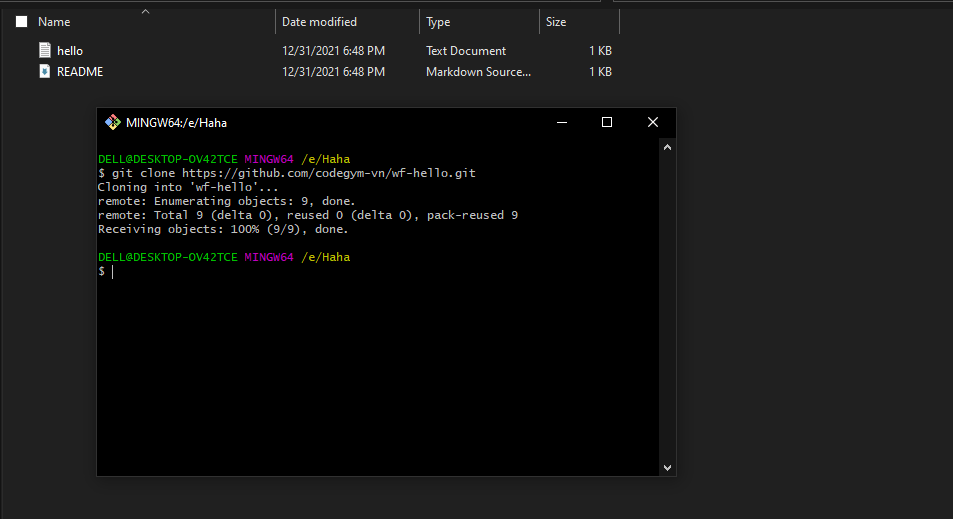 Name Date modified Type Size
hello 12/31/2021 6:48 PM Text Document 1 KB
README 12/31/2021 6:48 PM Markdown Source... 1 KB
MINGW64:/e/Haha
DELL@DESKTOP-OV42TCE MINGW64 /e/Haha
$ git clone https://github.com/codegym-vn/wf-hello.git
Cloning into 'wf-hello'...
remote: Enumerating objects: 9, done.
remote: Total 9 (delta 0), reused 0 (delta 0), pack-reused 9
Receiving objects: 100% (9/9), done.
DELL@DESKTOP-OV42TCE MINGW64 /e/Haha
$